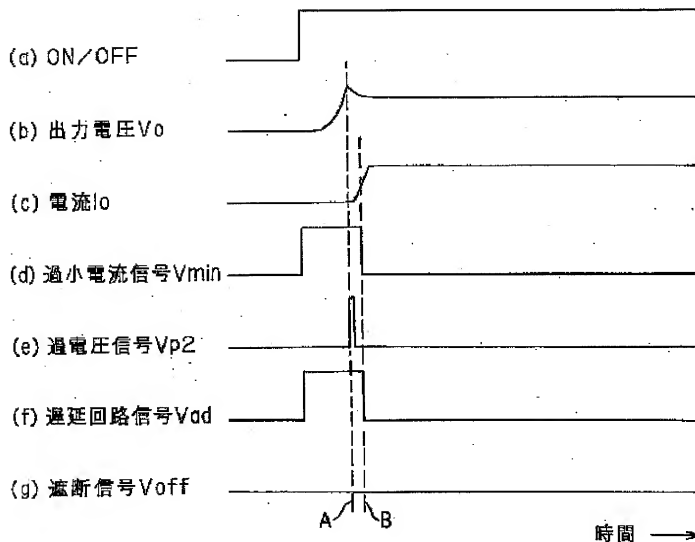 (a) ON/OFF
(b) 出力電圧Vo
(c) 電流Io
(d) 過小電流信号Vmin
(e) 過電圧信号Vp2
(f) 遅延回路信号Vad
(g) 遮断信号Voff
A B
時間